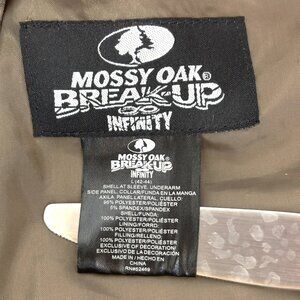 MOSSY OAK®
BREAK-UP
INFINITY
MOSSY OAK
BREAK-UP
INFINITY
L (42-44)
SHELL AT SLEEVE, UNDERARM
SIDE PANEL, COLLAR/FUNDA EN MANGA
AXILA, PANEL LATERAL, CUELLO:
95% POLYESTER/POLIÉSTER
5% SPANDEX/SPANDEX
SHELL/FUNDA:
100% POLYESTER/POLIÉSTER
LINING/FORRO:
100% POLYESTER/POLIÉSTER
FILLING/RELLENO:
100% POLYESTER/POLIÉSTER
EXCLUSIVE OF DECORATION/
EXCLUSIVO DE LA DECORACIÓN
MADE IN / HECHO EN
CHINA
RN#52469